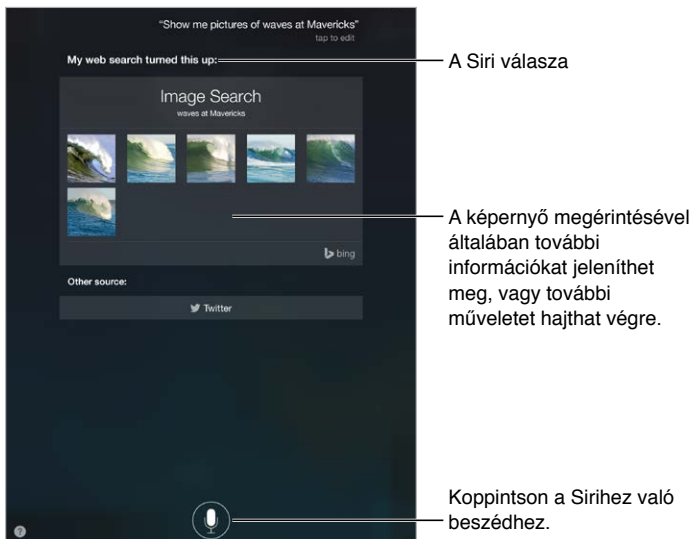 “Show me pictures of waves at Mavericks”
tap to edit
My web search turned this up:
Image Search
waves at Mavericks
bing
Other source:
Twitter
?
A Siri válasza
A képernyő megérintésével
általában további
információkat jeleníthet
meg, vagy további
műveletet hajthat végre.
Koppintson a Sirihez való
beszédhez.